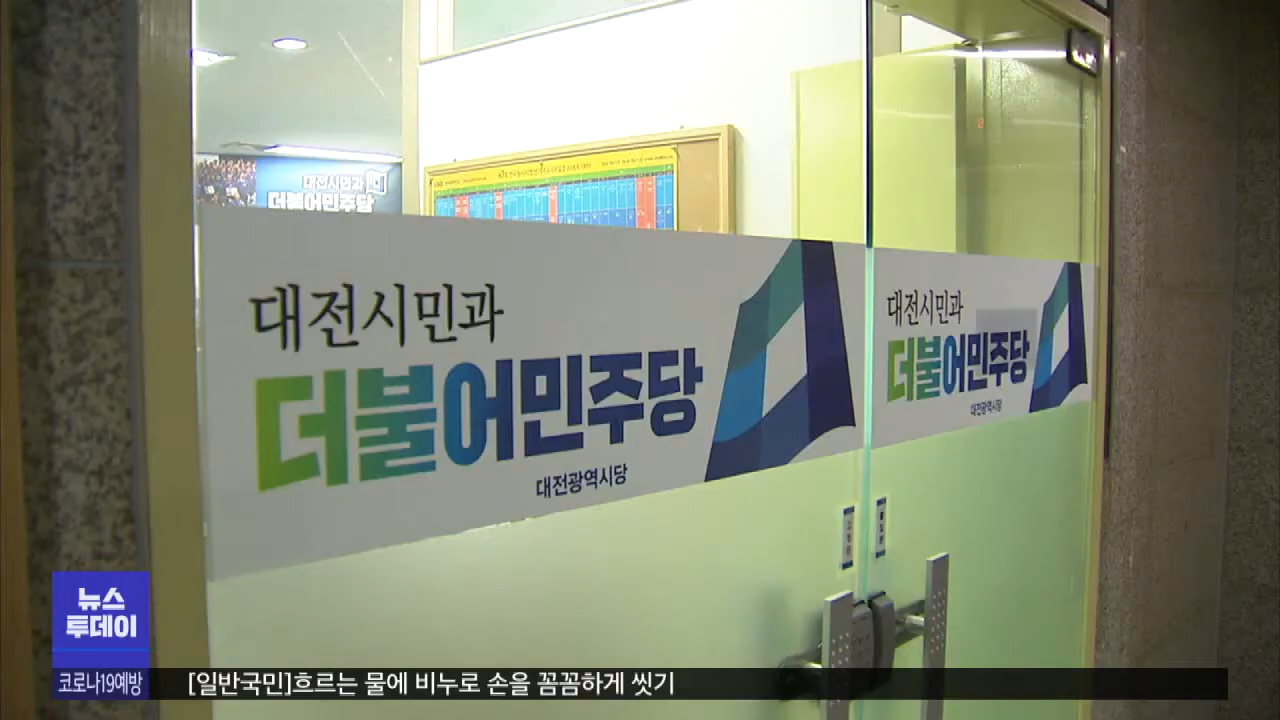 대전시민과
더불어민주당
대전시민과
더불어민주당
대전광역시당
대전시민과
더불어민주당
대전광역시당
뉴스
투데이
코로나19예방
[일반국민]흐르는 물에 비누로 손을 꼼꼼하게 씻기